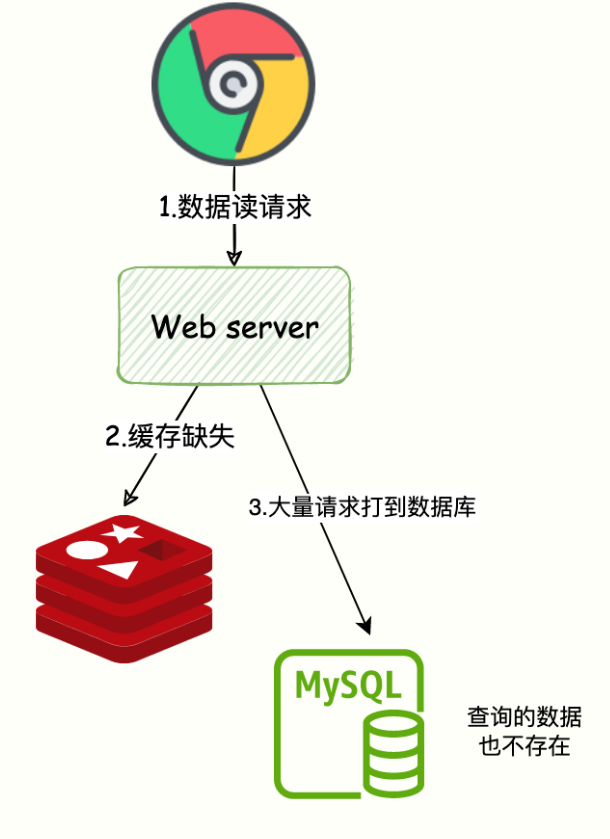 1.数据读请求
Web server
2.缓存缺失
3.大量请求打到数据库
MySQL
查询的数据
也不存在